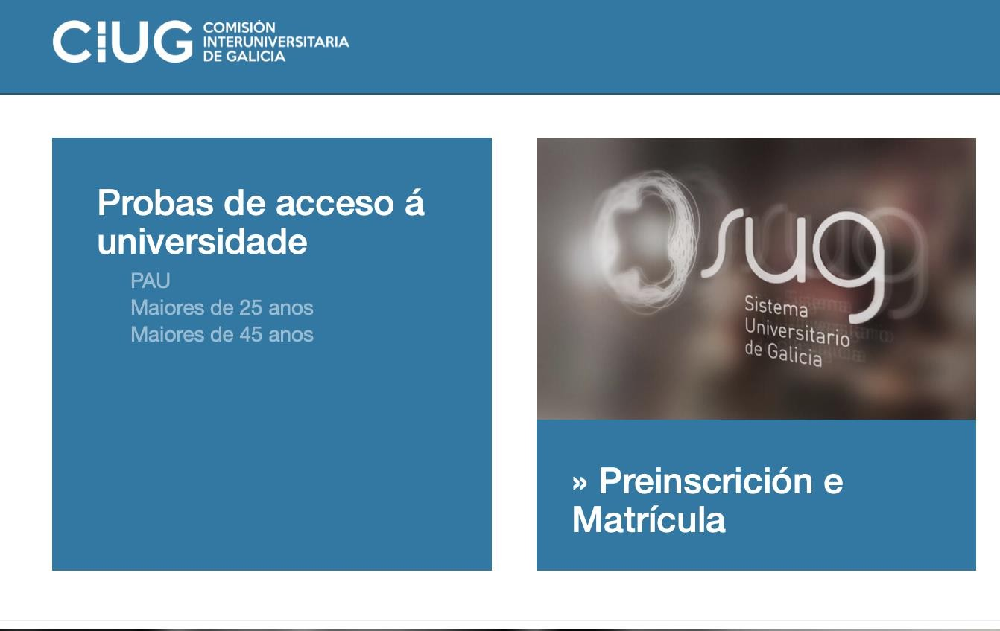 CIUG
COMISIÓN
INTERUNIVERSITARIA
DE GALICIA
Probas de acceso á
universidade
PAU
Maiores de 25 anos
Maiores de 45 anos
sug
Sistema
Universitario
de Galicia
» Preinscrición e
Matrícula